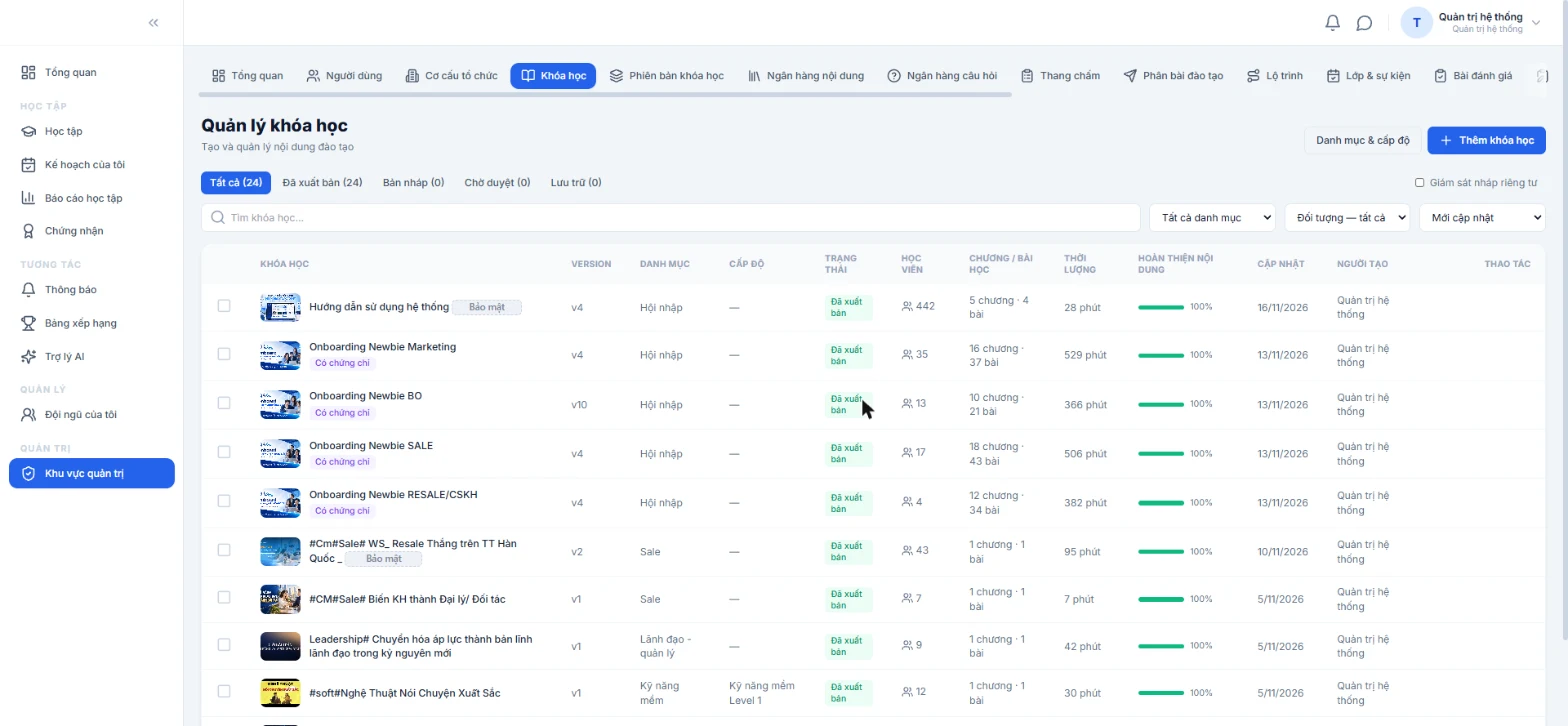 T
Quản trị hệ thống
Quản trị hệ thống
Tổng quan
HỌC TẬP
Học tập
Kế hoạch của tôi
Báo cáo học tập
Chứng nhận
TƯƠNG TÁC
Thông báo
Bảng xếp hạng
Trợ lý AI
QUẢN LÝ
Đội ngũ của tôi
QUẢN TRỊ
Khu vực quản trị
Tổng quan Người dùng Cơ cấu tổ chức Khóa học Phiên bản khóa học Ngân hàng nội dung Ngân hàng câu hỏi Thang chấm Phân bài đào tạo Lộ trình Lớp & sự kiện Bài đánh giá
Quản lý khóa học
Tạo và quản lý nội dung đào tạo
Danh mục & cấp độ
Thêm khóa học
Tất cả (24) Đã xuất bản (24) Bản nháp (0) Chờ duyệt (0) Lưu trữ (0)
Giám sát nháp riêng tư
Tìm khóa học...
Tất cả danh mục
Đối tượng — tất cả
Mới cập nhật
KHÓA HỌC VERSION DANH MỤC CẤP ĐỘ TRẠNG THÁI HỌC VIÊN CHƯƠNG / BÀI HỌC THỜI LƯỢNG HOÀN THIỆN NỘI DUNG CẬP NHẬT NGƯỜI TẠO THAO TÁC
Hướng dẫn sử dụng hệ thống Bảo mật v4 Hội nhập — Đã xuất bản 442 5 chương · 4 bài 28 phút 100% 16/11/2026 Quản trị hệ thống
Onboarding Newbie Marketing Có chứng chỉ v4 Hội nhập — Đã xuất bản 35 16 chương · 37 bài 529 phút 100% 13/11/2026 Quản trị hệ thống
Onboarding Newbie BO Có chứng chỉ v10 Hội nhập — Đã xuất bản 13 10 chương · 21 bài 366 phút 100% 13/11/2026 Quản trị hệ thống
Onboarding Newbie SALE Có chứng chỉ v4 Hội nhập — Đã xuất bản 17 18 chương · 43 bài 506 phút 100% 13/11/2026 Quản trị hệ thống
Onboarding Newbie RESALE/CSKH Có chứng chỉ v4 Hội nhập — Đã xuất bản 4 12 chương · 34 bài 382 phút 100% 13/11/2026 Quản trị hệ thống
#Cm#Sale# WS_ Resale Thắng trên TT Hàn Quốc _ Bảo mật v2 Sale — Đã xuất bản 43 1 chương · 1 bài 95 phút 100% 10/11/2026 Quản trị hệ thống
#CM#Sale# Biến KH thành Đại lý/ Đối tác v1 Sale — Đã xuất bản 7 1 chương · 1 bài 7 phút 100% 5/11/2026 Quản trị hệ thống
Leadership# Chuyển hóa áp lực thành bản lĩnh lãnh đạo trong kỷ nguyên mới v1 Lãnh đạo - quản lý — Đã xuất bản 9 1 chương · 1 bài 42 phút 100% 5/11/2026 Quản trị hệ thống
#soft#Nghệ Thuật Nói Chuyện Xuất Sắc v1 Kỹ năng mềm Kỹ năng mềm Level 1 Đã xuất bản 12 1 chương · 1 bài 30 phút 100% 5/11/2026 Quản trị hệ thống